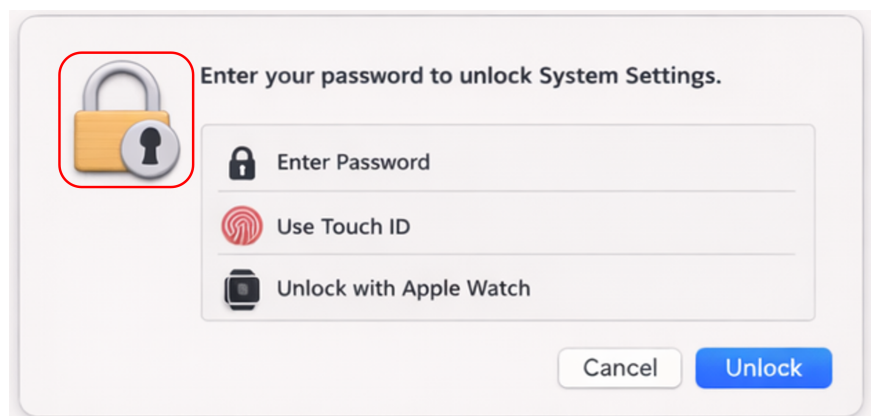 Enter your password to unlock System Settings.
Enter Password
Use Touch ID
Unlock with Apple Watch
Cancel Unlock